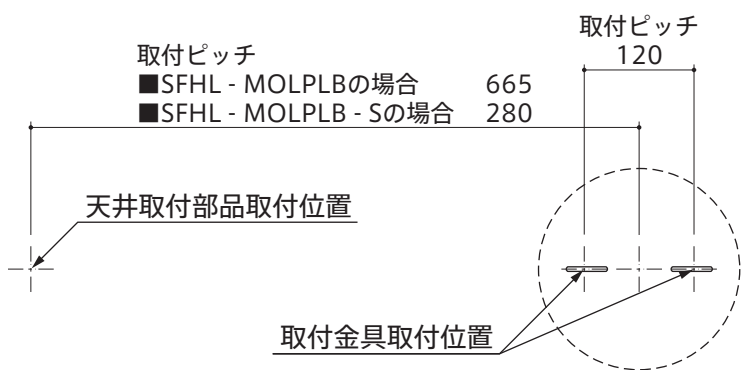 取付ピッチ
120
取付ピッチ
■SFHL - MOLPLBの場合 665
■SFHL - MOLPLB - Sの場合 280
天井取付部品取付位置
取付金具取付位置